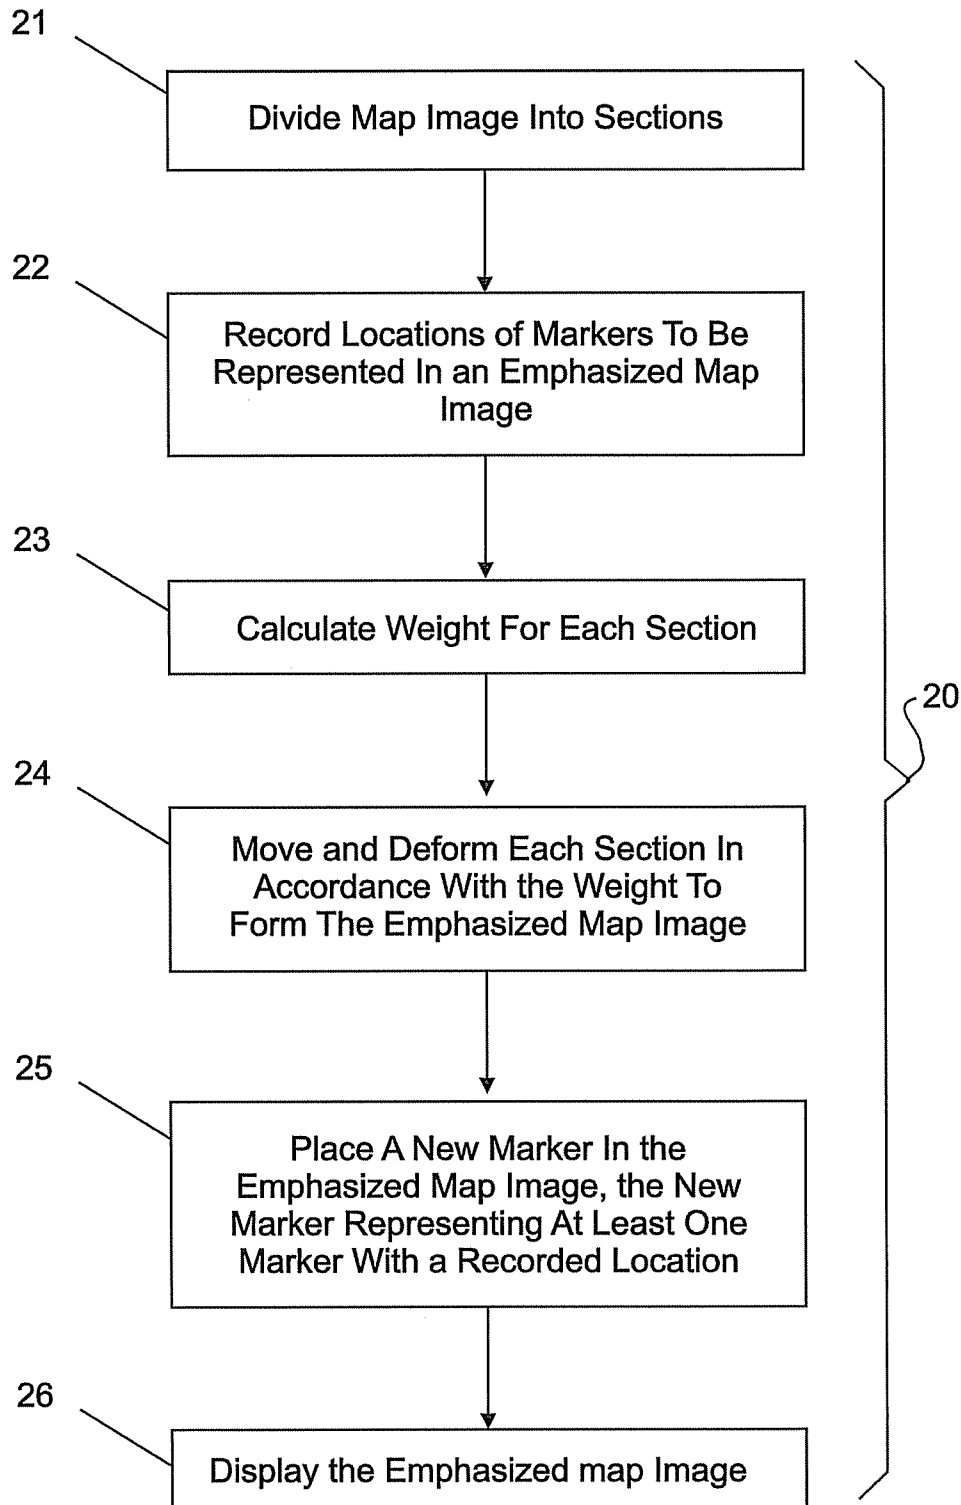 21
Divide Map Image Into Sections
22
Record Locations of Markers To Be
Represented In an Emphasized Map
Image
23
Calculate Weight For Each Section
20
24
Move and Deform Each Section In
Accordance With the Weight To
Form The Emphasized Map Image
25
Place A New Marker In the
Emphasized Map Image, the New
Marker Representing At Least One
Marker With a Recorded Location
26
Display the Emphasized map Image